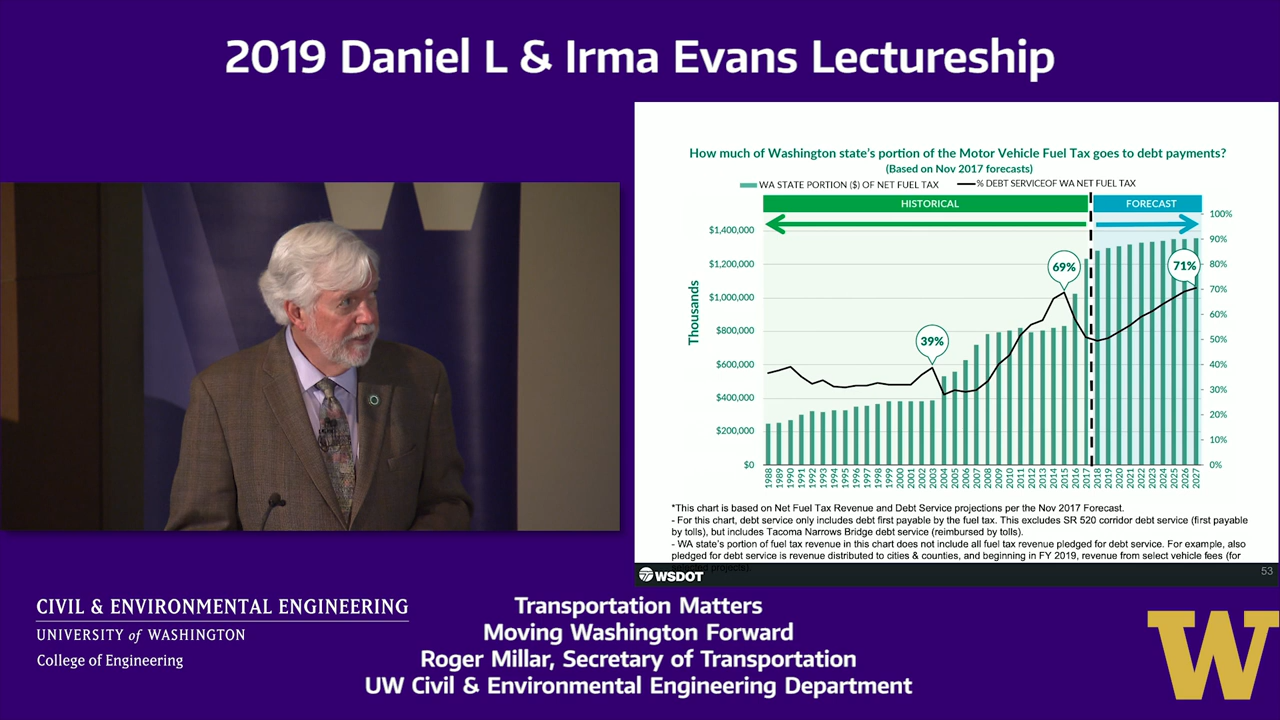 2019 Daniel L & Irma Evans Lectureship
How much of Washington state's portion of the Motor Vehicle Fuel Tax goes to debt payments?
(Based on Nov 2017 forecasts)
WA STATE PORTION ($) OF NET FUEL TAX
% DEBT SERVICEOF WA NET FUEL TAX
HISTORICAL
FORECAST
Thousands
$1,400,000
$1,200,000
$1,000,000
$800,000
$600,000
$400,000
$200,000
$0
100%
90%
80%
70%
60%
50%
40%
30%
20%
10%
0%
39%
69%
71%
1988 1989 1990 1991 1992 1993 1994 1995 1996 1997 1998 1999 2000 2001 2002 2003 2004 2005 2006 2007 2008 2009 2010 2011 2012 2013 2014 2015 2016 2017 2018 2019 2020 2021 2022 2023 2024 2025 2026 2027
*This chart is based on Net Fuel Tax Revenue and Debt Service projections per the Nov 2017 Forecast.
- For this chart, debt service only includes debt first payable by the fuel tax. This excludes SR 520 corridor debt service (first payable
by tolls), but includes Tacoma Narrows Bridge debt service (reimbursed by tolls).
- WA state's portion of fuel tax revenue in this chart does not include all fuel tax revenue pledged for debt service. For example, also
pledged for debt service is revenue distributed to cities & counties, and beginning in FY 2019, revenue from select vehicle fees (for
selected projects).
WSDOT
53
CIVIL & ENVIRONMENTAL ENGINEERING
UNIVERSITY of WASHINGTON
College of Engineering
Transportation Matters
Moving Washington Forward
Roger Millar, Secretary of Transportation
UW Civil & Environmental Engineering Department
W